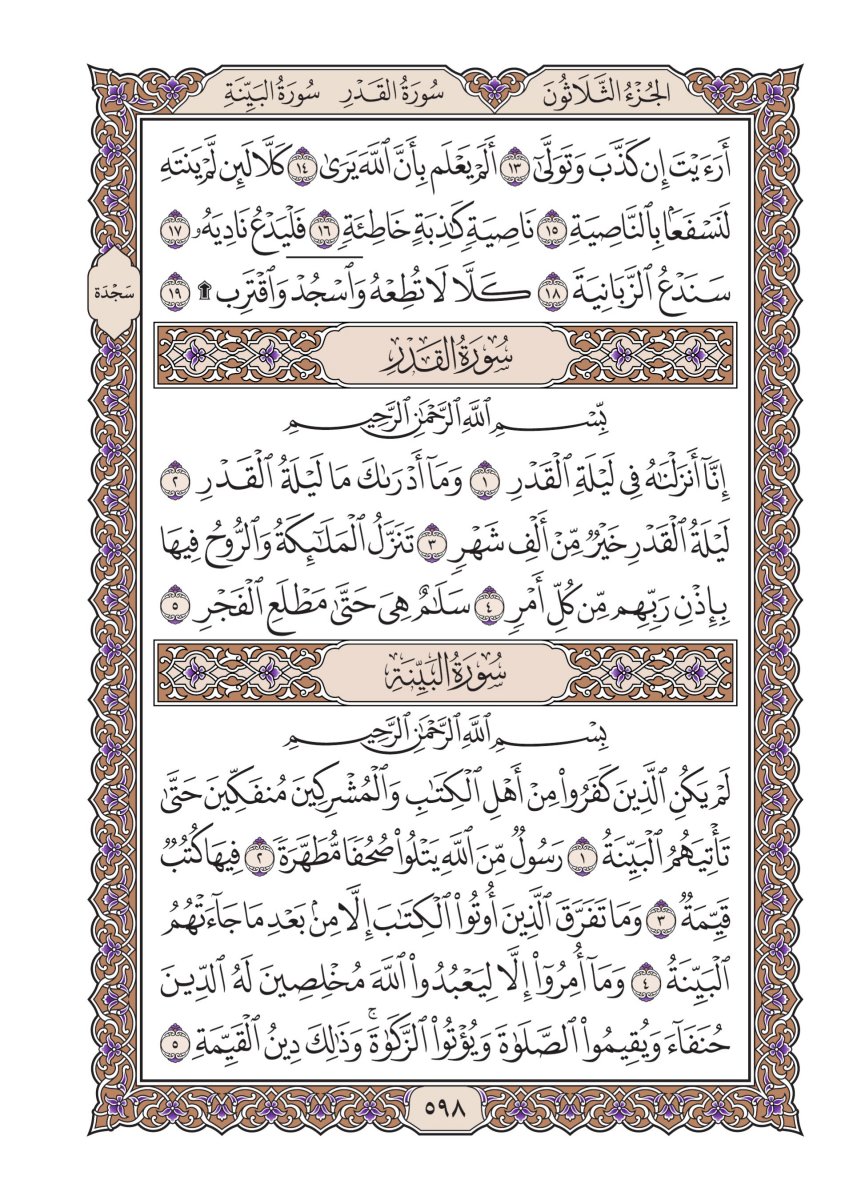 الجُزْءُ الثَّلَاثُونَ سُورَةُ القَدْرِ سُورَةُ البَيِّنَةِ
أَرَءَيْتَ إِن كَذَّبَ وَتَوَلَّىٰٓ ١٣ أَلَمْ يَعْلَم بِأَنَّ ٱللَّهَ يَرَىٰ ١٤ كَلَّا لَئِن لَّمْ يَنتَهِ
لَنَسْفَعَۢا بِٱلنَّاصِيَةِ ١٥ نَاصِيَةٍ كَٰذِبَةٍ خَاطِئَةٍ ١٦ فَلْيَدْعُ نَادِيَهُۥ ١٧
سَنَدْعُ ٱلزَّبَانِيَةَ ١٨ كَلَّا لَا تُطِعْهُ وَٱسْجُدْ وَٱقْتَرِب ۩ ١٩
سَجْدَة
سُورَةُ القَدْرِ
بِّسْمِ ٱللَّهِ ٱلرَّحْمَٰنِ ٱلرَّحِيمِ
إِنَّآ أَنزَلْنَٰهُ فِى لَيْلَةِ ٱلْقَدْرِ ١ وَمَآ أَدْرَىٰكَ مَا لَيْلَةُ ٱلْقَدْرِ ٢
لَيْلَةُ ٱلْقَدْرِ خَيْرٌ مِّنْ أَلْفِ شَهْرٍ ٣ تَنَزَّلُ ٱلْمَلَٰٓئِكَةُ وَٱلرُّوحُ فِيهَا
بِإِذْنِ رَبِّهِم مِّن كُلِّ أَمْرٍ ٤ سَلَٰمٌ هِىَ حَتَّىٰ مَطْلَعِ ٱلْفَجْرِ ٥
سُورَةُ البَيِّنَةِ
بِسْمِ ٱللَّهِ ٱلرَّحْمَٰنِ ٱلرَّحِيمِ
لَمْ يَكُنِ ٱلَّذِينَ كَفَرُوا۟ مِنْ أَهْلِ ٱلْكِتَٰبِ وَٱلْمُشْرِكِينَ مُنفَكِّينَ حَتَّىٰ
تَأْتِيَهُمُ ٱلْبَيِّنَةُ ١ رَسُولٌ مِّنَ ٱللَّهِ يَتْلُوا۟ صُحُفًا مُّطَهَّرَةً ٢ فِيهَا كُتُبٌ
قَيِّمَةٌ ٣ وَمَا تَفَرَّقَ ٱلَّذِينَ أُوتُوا۟ ٱلْكِتَٰبَ إِلَّا مِنۢ بَعْدِ مَا جَآءَتْهُمُ
ٱلْبَيِّنَةُ ٤ وَمَآ أُمِرُوٓا۟ إِلَّا لِيَعْبُدُوا۟ ٱللَّهَ مُخْلِصِينَ لَهُ ٱلدِّينَ
حُنَفَآءَ وَيُقِيمُوا۟ ٱلصَّلَوٰةَ وَيُؤْتُوا۟ ٱلزَّكَوٰةَ ۚ وَذَٰلِكَ دِينُ ٱلْقَيِّمَةِ ٥
٥٩٨